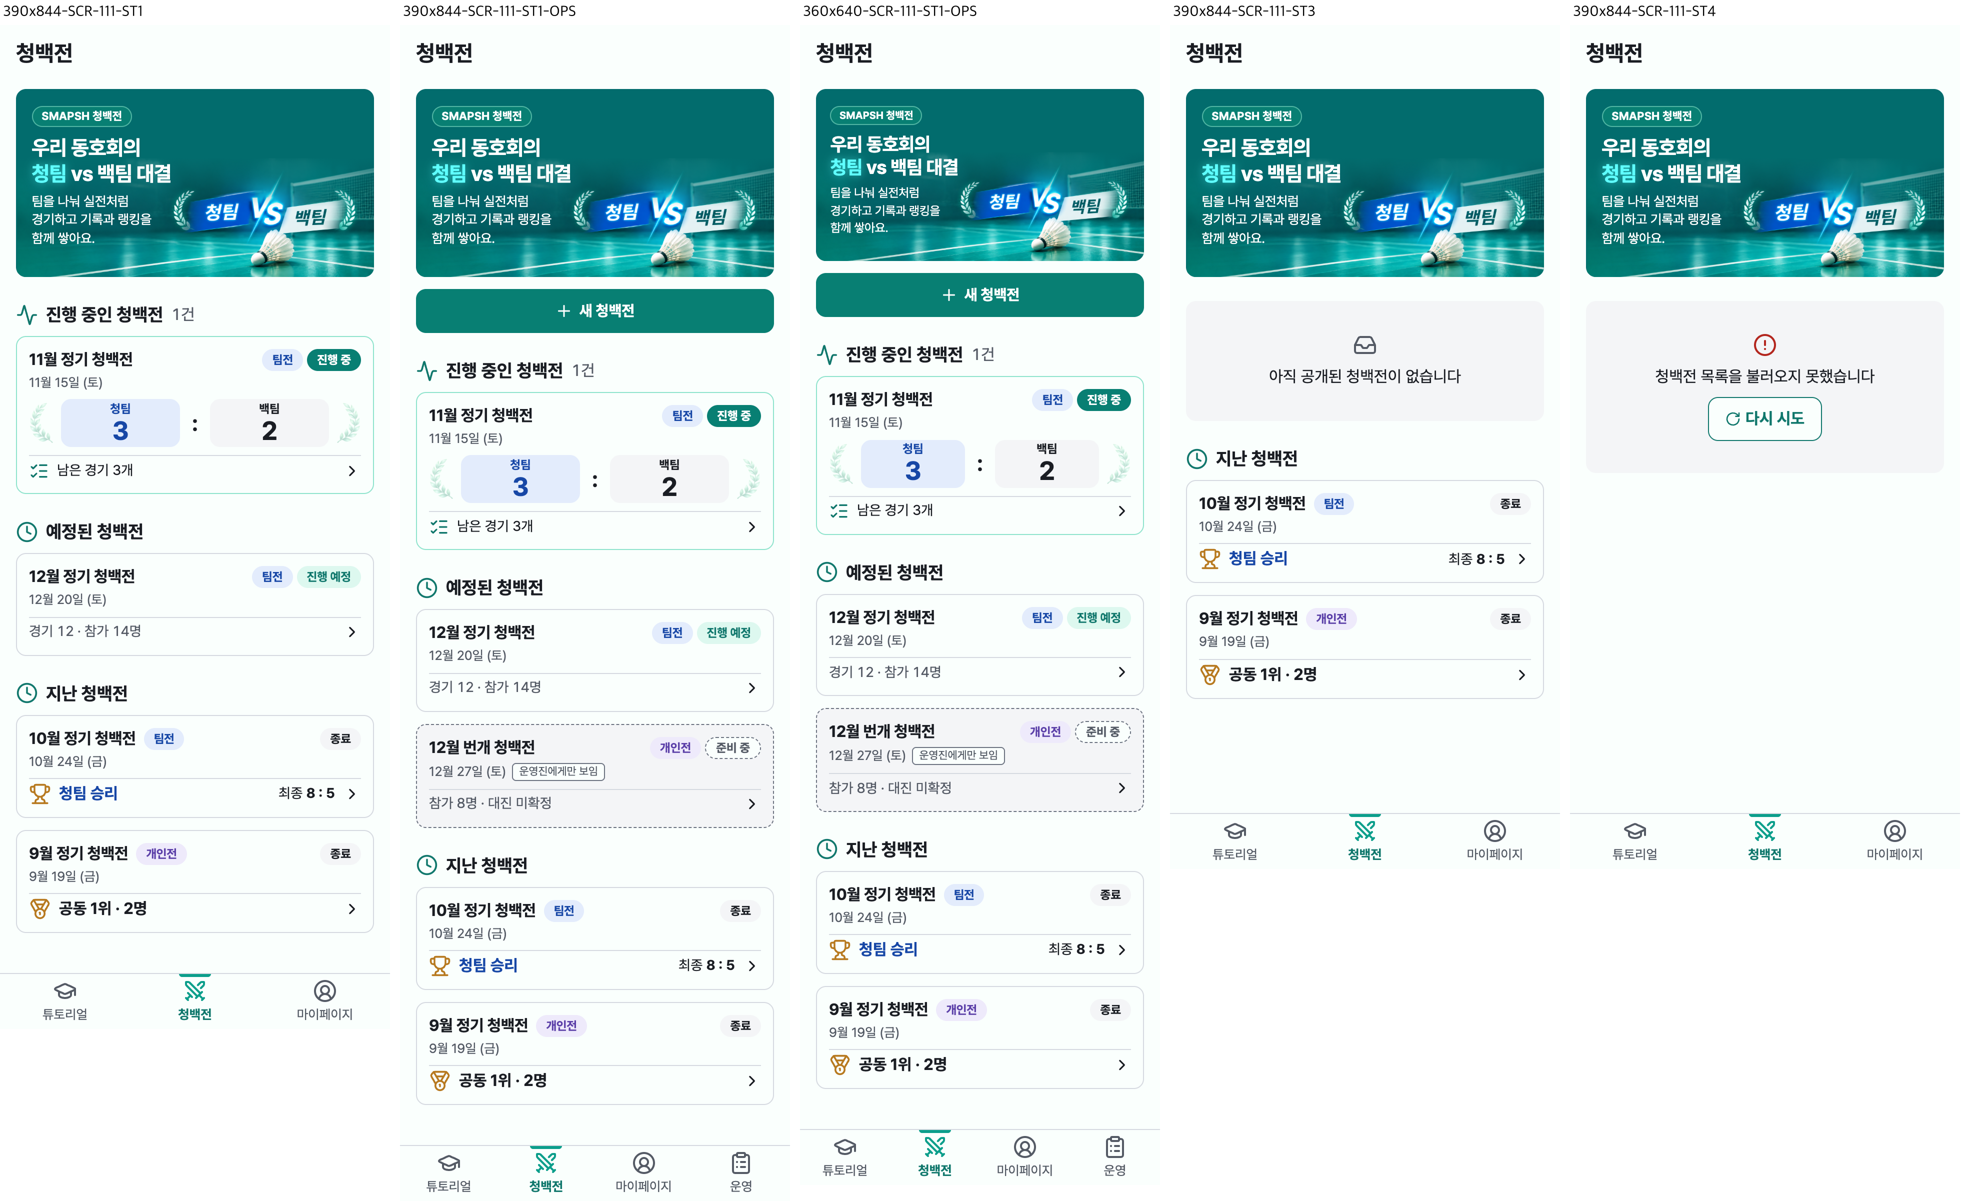 390x844-SCR-111-ST1
청백전
SMAPSH 청백전
우리 동호회의
청팀 vs 백팀 대결
팀을 나눠 실전처럼
경기하고 기록과 랭킹을
함께 쌓아요.
청팀 VS 백팀
진행 중인 청백전 1건
11월 정기 청백전 팀전 진행 중
11월 15일 (토)
청팀 백팀
3 : 2
남은 경기 3개
예정된 청백전
12월 정기 청백전 팀전 진행 예정
12월 20일 (토)
경기 12 · 참가 14명
지난 청백전
10월 정기 청백전 팀전 종료
10월 24일 (금)
청팀 승리 최종 8 : 5
9월 정기 청백전 개인전 종료
9월 19일 (금)
공동 1위 · 2명
튜토리얼 청백전 마이페이지
390x844-SCR-111-ST1-OPS
청백전
SMAPSH 청백전
우리 동호회의
청팀 vs 백팀 대결
팀을 나눠 실전처럼
경기하고 기록과 랭킹을
함께 쌓아요.
청팀 VS 백팀
+ 새 청백전
진행 중인 청백전 1건
11월 정기 청백전 팀전 진행 중
11월 15일 (토)
청팀 백팀
3 : 2
남은 경기 3개
예정된 청백전
12월 정기 청백전 팀전 진행 예정
12월 20일 (토)
경기 12 · 참가 14명
12월 번개 청백전 개인전 준비 중
12월 27일 (토) 운영진에게만 보임
참가 8명 · 대진 미확정
지난 청백전
10월 정기 청백전 팀전 종료
10월 24일 (금)
청팀 승리 최종 8 : 5
9월 정기 청백전 개인전 종료
9월 19일 (금)
공동 1위 · 2명
튜토리얼 청백전 마이페이지 운영
360x640-SCR-111-ST1-OPS
청백전
SMAPSH 청백전
우리 동호회의
청팀 vs 백팀 대결
팀을 나눠 실전처럼
경기하고 기록과 랭킹을
함께 쌓아요.
청팀 VS 백팀
+ 새 청백전
진행 중인 청백전 1건
11월 정기 청백전 팀전 진행 중
11월 15일 (토)
청팀 백팀
3 : 2
남은 경기 3개
예정된 청백전
12월 정기 청백전 팀전 진행 예정
12월 20일 (토)
경기 12 · 참가 14명
12월 번개 청백전 개인전 준비 중
12월 27일 (토) 운영진에게만 보임
참가 8명 · 대진 미확정
지난 청백전
10월 정기 청백전 팀전 종료
10월 24일 (금)
청팀 승리 최종 8 : 5
9월 정기 청백전 개인전 종료
9월 19일 (금)
공동 1위 · 2명
튜토리얼 청백전 마이페이지 운영
390x844-SCR-111-ST3
청백전
SMAPSH 청백전
우리 동호회의
청팀 vs 백팀 대결
팀을 나눠 실전처럼
경기하고 기록과 랭킹을
함께 쌓아요.
청팀 VS 백팀
아직 공개된 청백전이 없습니다
지난 청백전
10월 정기 청백전 팀전 종료
10월 24일 (금)
청팀 승리 최종 8 : 5
9월 정기 청백전 개인전 종료
9월 19일 (금)
공동 1위 · 2명
튜토리얼 청백전 마이페이지
390x844-SCR-111-ST4
청백전
SMAPSH 청백전
우리 동호회의
청팀 vs 백팀 대결
팀을 나눠 실전처럼
경기하고 기록과 랭킹을
함께 쌓아요.
청팀 VS 백팀
청백전 목록을 불러오지 못했습니다
다시 시도
튜토리얼 청백전 마이페이지